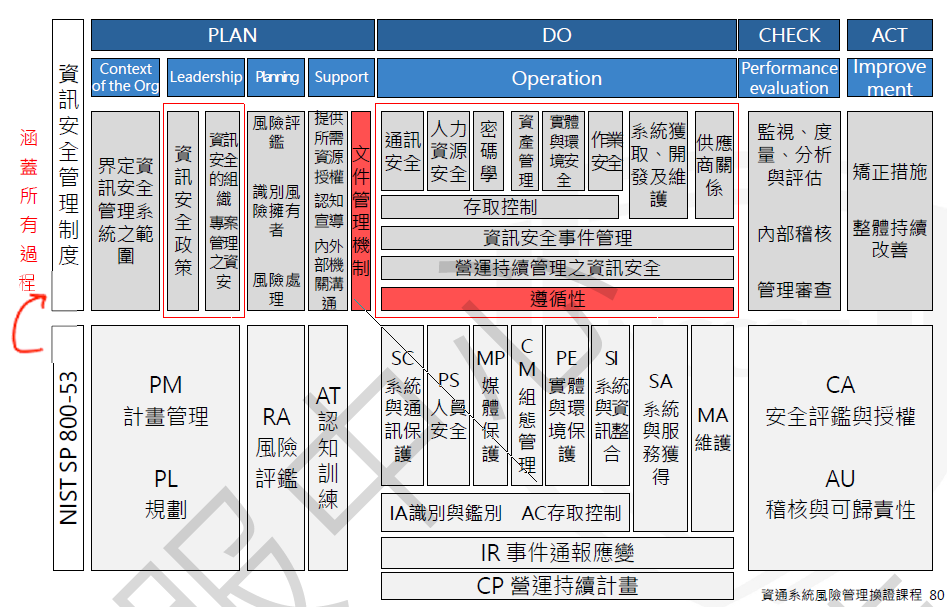 PLAN
DO
CHECK
ACT
Context
of the Org
Leadership
Planning
Support
Operation
Performance
evaluation
Improve
ment
資訊安全管理制度
涵蓋所有過程
界定資
訊安全
管理系
統之範
圍
資訊安全政策
資訊
安全
的組
織
專案
管理
之資
安
風險評
鑑
識別風
險擁有
者
風險處
理
提供
所需
資源
授權
認知
宣導
內外
部機
關溝
通
文件管理機制
通訊
安全
人力
資源
安全
密碼學
資產管理
實體
與環
境安
全
作業
安全
系統獲
取、開
發及維
護
供應
商關
係
存取控制
資訊安全事件管理
營運持續管理之資訊安全
遵循性
監視、度
量、分析
與評估
內部稽核
管理審查
矯正措施
整體持續
改善
NIST SP 800-53
PM
計畫管理
PL
規劃
RA
風險
評鑑
AT
認知訓練
SC
系統
與通
訊保
護
PS
人員
安全
MP
媒體保護
C
M
組態管理
PE
實體
與環
境保
護
SI
系統
與資
訊整
合
SA
系統
與服
務獲
得
MA
維護
IA識別與鑑別 AC存取控制
IR 事件通報應變
CP 營運持續計畫
CA
安全評鑑與授權
AU
稽核與可歸責性
資通系統風險管理換證課程 80
服中心